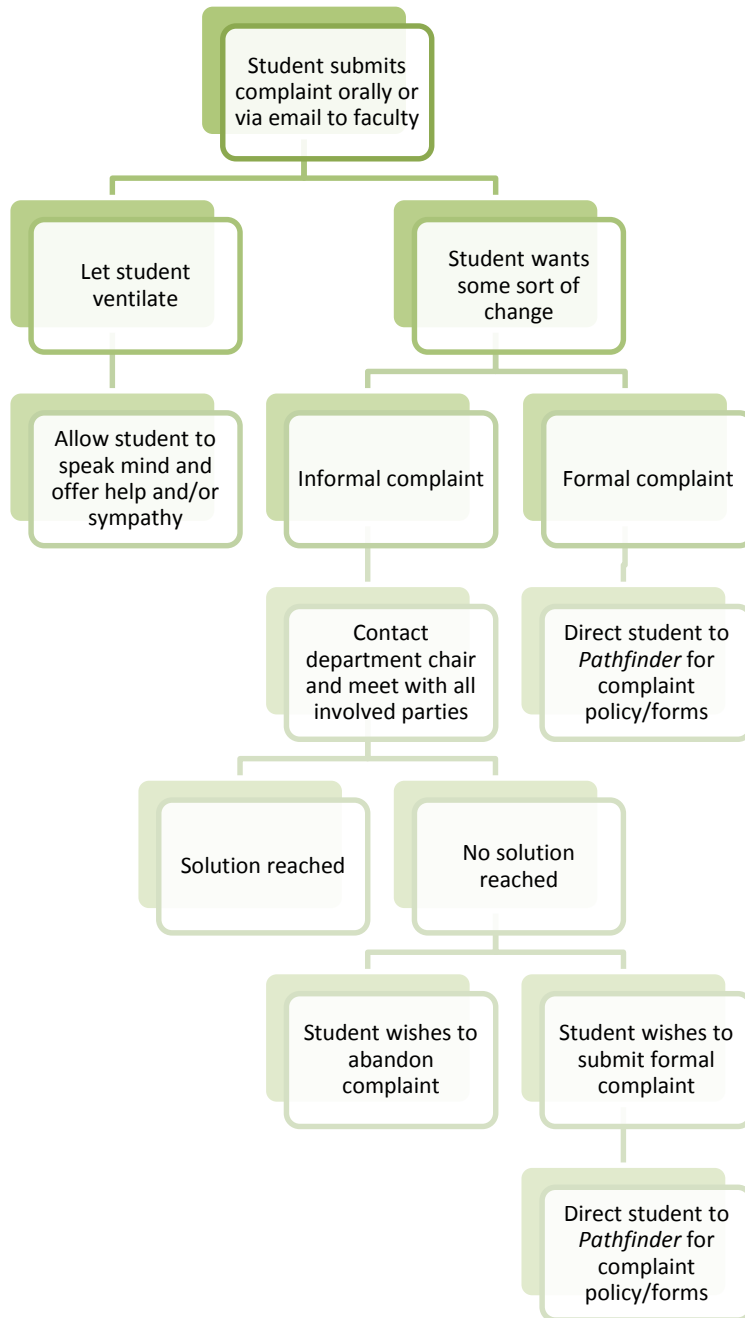 Student submits
complaint orally or
via email to faculty
Let student
ventilate
Student wants
some sort of
change
Allow student to
speak mind and
offer help and/or
sympathy
Informal complaint
Formal complaint
Contact
department chair
and meet with all
involved parties
Direct student to
Pathfinder for
complaint
policy/forms
Solution reached
No solution
reached
Student wishes to
abandon
complaint
Student wishes to
submit formal
complaint
Direct student to
Pathfinder for
complaint
policy/forms